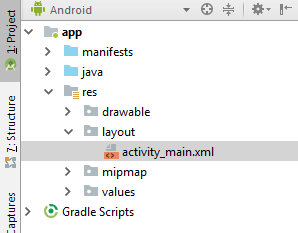 Android
1: Project
app
manifests
java
res
drawable
layout
activity_main.xml
mipmap
values
Gradle Scripts
7: Structure
Captures